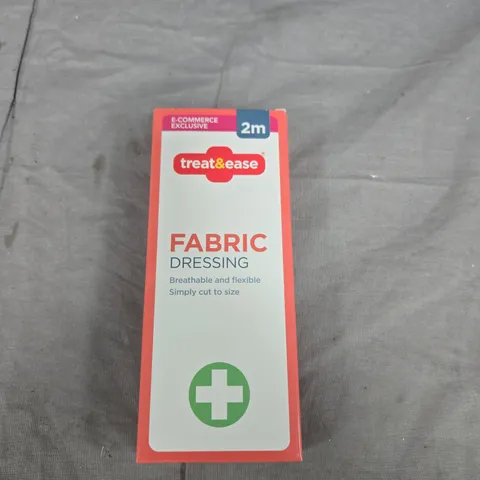 E-COMMERCE
EXCLUSIVE
2m
treat&ease
FABRIC
DRESSING
Breathable and flexible
Simply cut to size